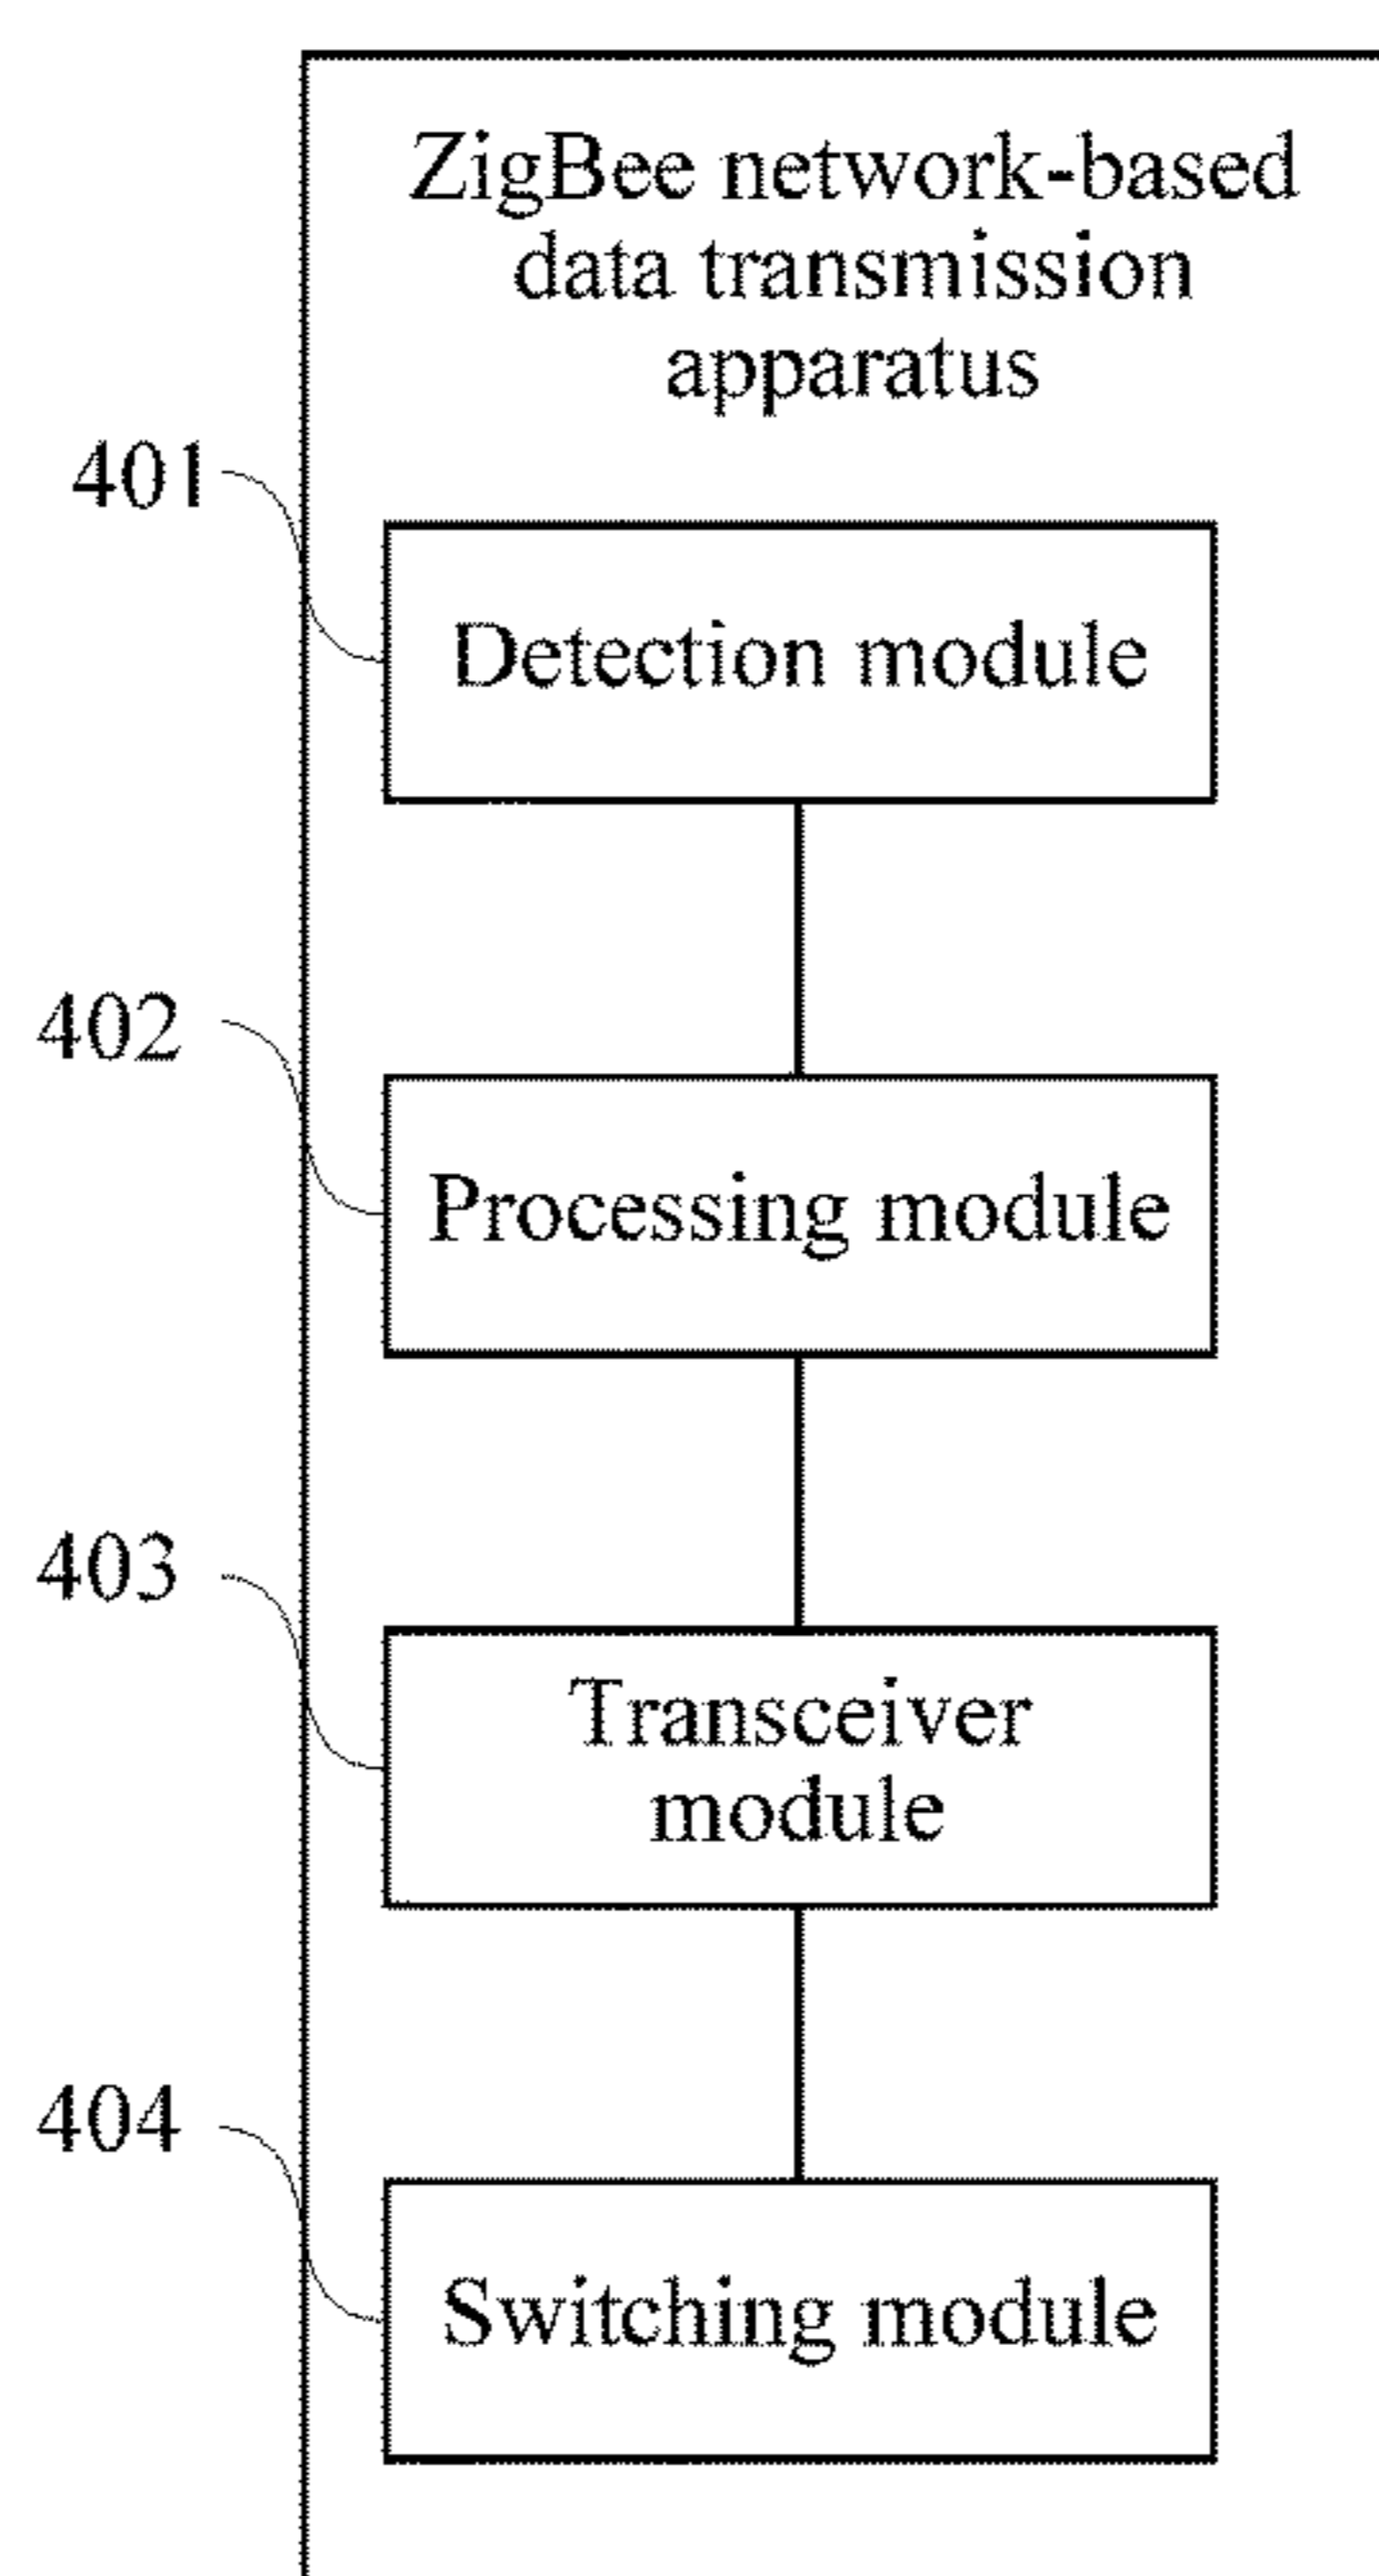 ZigBee network-based
data transmission
apparatus
401
Detection module
402
Processing module
403
Transceiver
module
404
Switching module